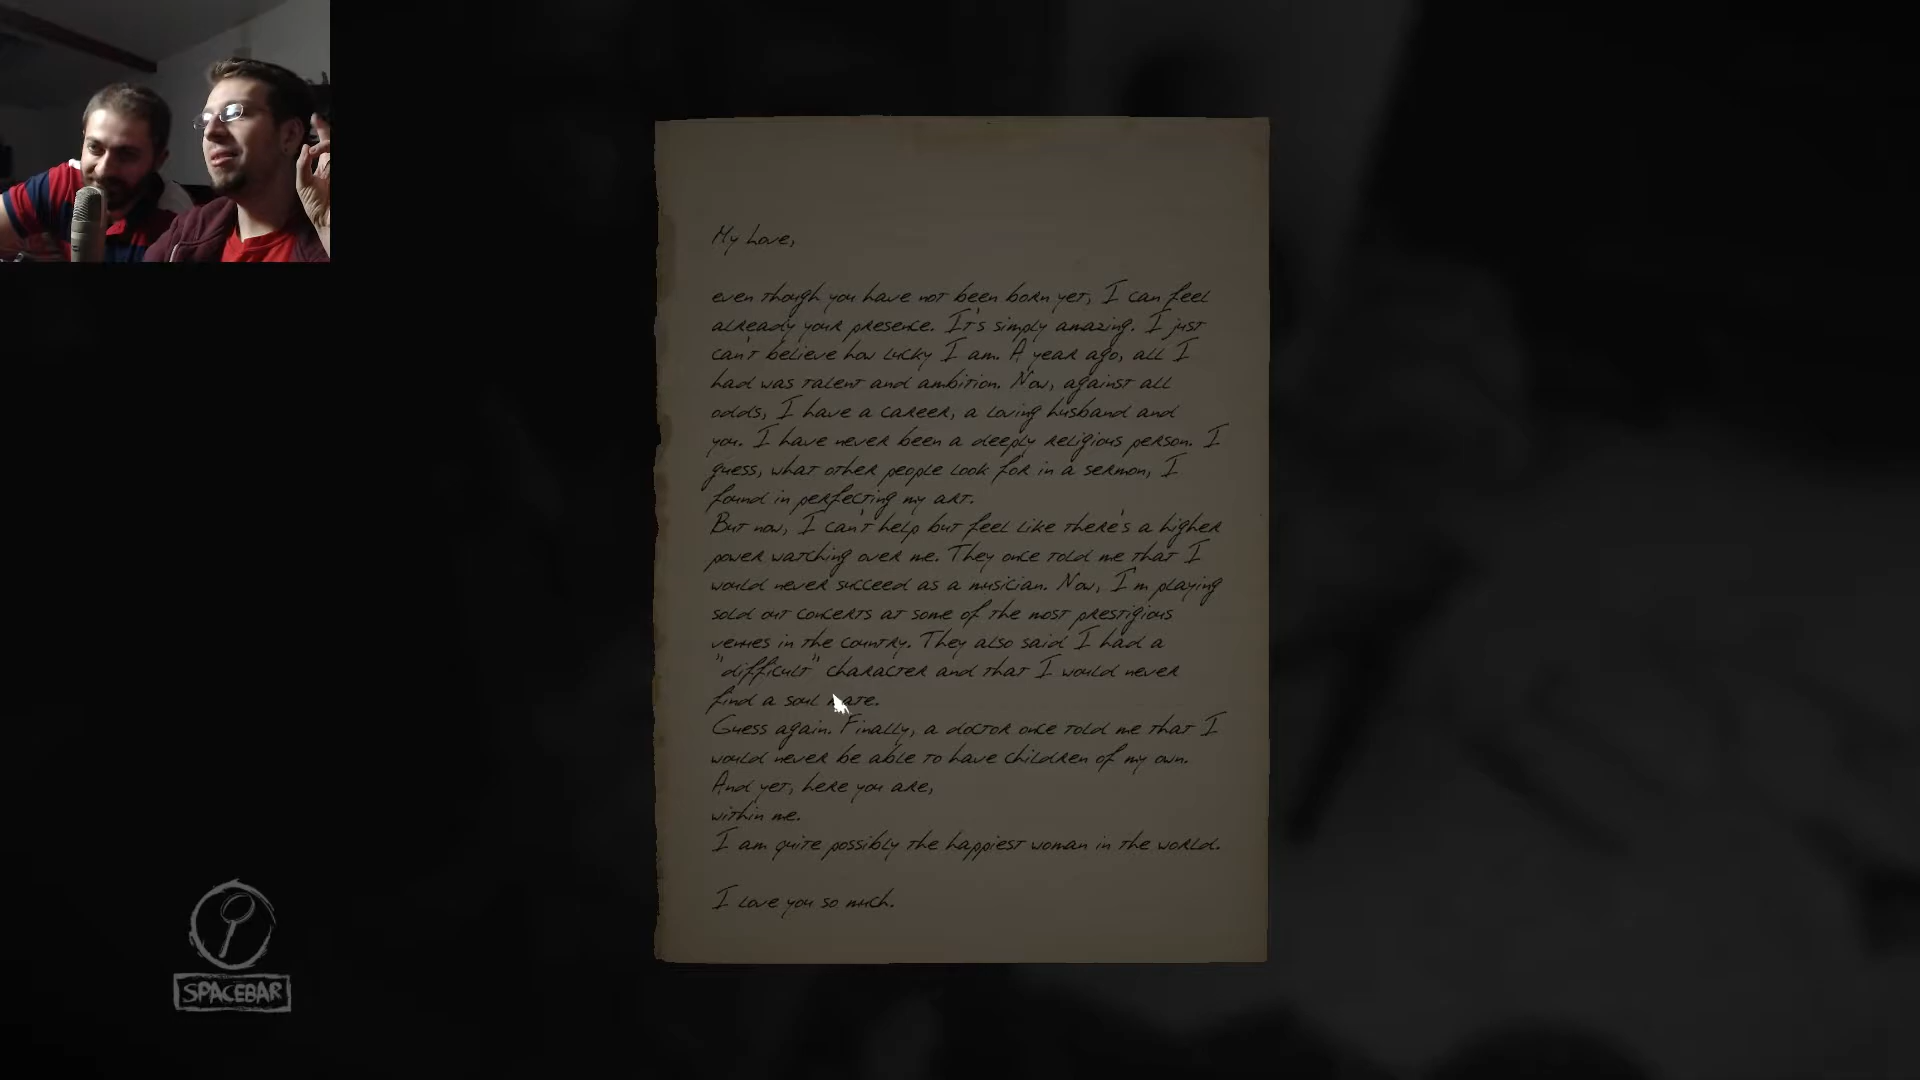 My love,
even though you have not been born yet, I can feel
already your presence. It's simply amazing. I just
can't believe how lucky I am. A year ago, all I
had was talent and ambition. Now, against all
odds, I have a career, a loving husband and
you. I have never been a deeply religious person. I
guess, what other people look for in a sermon, I
found in perfecting my art.
But now, I can't help but feel like there's a higher
power watching over me. They once told me that I
would never succeed as a musician. Now, I'm playing
sold out concerts at some of the most prestigious
venues in the country. They also said I had a
"difficult" character and that I would never
find a soul mate.
Guess again. Finally, a doctor once told me that I
would never be able to have children of my own.
And yet, here you are,
within me.
I am quite possibly the happiest woman in the world.
I love you so much.
SPACEBAR